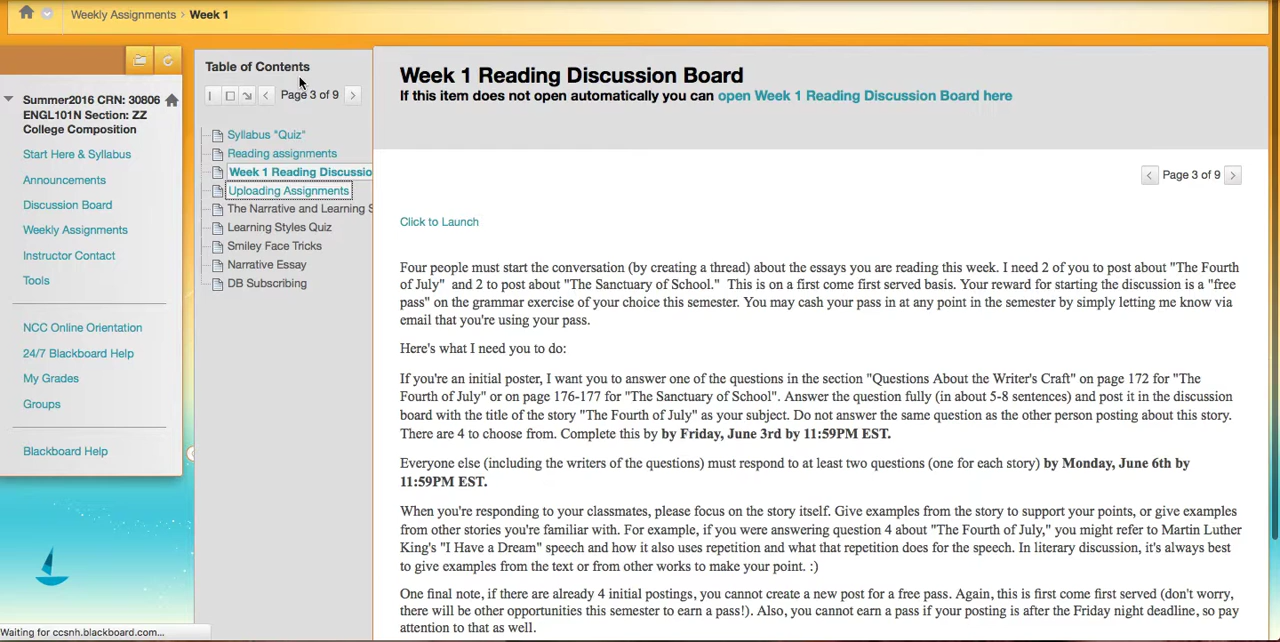 Weekly Assignments > Week 1
Summer2016 CRN: 30806
ENGL101N Section: ZZ
College Composition
Start Here & Syllabus
Announcements
Discussion Board
Weekly Assignments
Instructor Contact
Tools
NCC Online Orientation
24/7 Blackboard Help
My Grades
Groups
Blackboard Help
Waiting for ccsnh.blackboard.com...
Table of Contents
Page 3 of 9
Syllabus "Quiz"
Reading assignments
Week 1 Reading Discussio
Uploading Assignments
The Narrative and Learning S
Learning Styles Quiz
Smiley Face Tricks
Narrative Essay
DB Subscribing
Week 1 Reading Discussion Board
If this item does not open automatically you can open Week 1 Reading Discussion Board here
Page 3 of 9
Click to Launch
Four people must start the conversation (by creating a thread) about the essays you are reading this week. I need 2 of you to post about "The Fourth
of July" and 2 to post about "The Sanctuary of School." This is on a first come first served basis. Your reward for starting the discussion is a "free
pass" on the grammar exercise of your choice this semester. You may cash your pass in at any point in the semester by simply letting me know via
email that you're using your pass.
Here's what I need you to do:
If you're an initial poster, I want you to answer one of the questions in the section "Questions About the Writer's Craft" on page 172 for "The
Fourth of July" or on page 176-177 for "The Sanctuary of School". Answer the question fully (in about 5-8 sentences) and post it in the discussion
board with the title of the story "The Fourth of July" as your subject. Do not answer the same question as the other person posting about this story.
There are 4 to choose from. Complete this by by Friday, June 3rd by 11:59PM EST.
Everyone else (including the writers of the questions) must respond to at least two questions (one for each story) by Monday, June 6th by
11:59PM EST.
When you're responding to your classmates, please focus on the story itself. Give examples from the story to support your points, or give examples
from other stories you're familiar with. For example, if you were answering question 4 about "The Fourth of July," you might refer to Martin Luther
King's "I Have a Dream" speech and how it also uses repetition and what that repetition does for the speech. In literary discussion, it's always best
to give examples from the text or from other works to make your point. :)
One final note, if there are already 4 initial postings, you cannot create a new post for a free pass. Again, this is first come first served (don't worry,
there will be other opportunities this semester to earn a pass!). Also, you cannot earn a pass if your posting is after the Friday night deadline, so pay
attention to that as well.